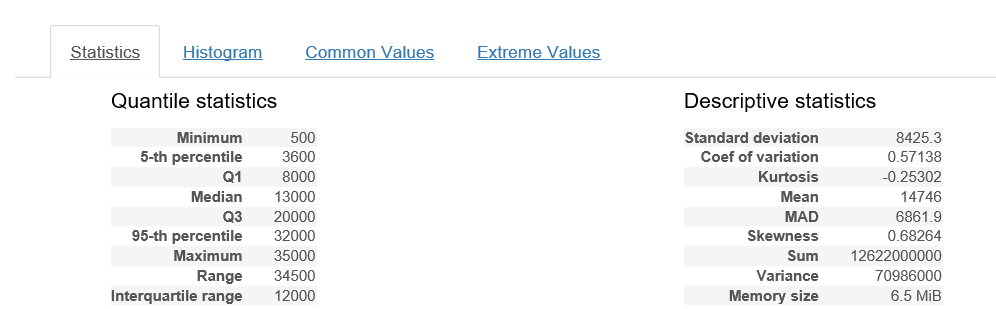 Statistics Histogram Common Values Extreme Values
Quantile statistics
Minimum 500
5-th percentile 3600
Q1 8000
Median 13000
Q3 20000
95-th percentile 32000
Maximum 35000
Range 34500
Interquartile range 12000
Descriptive statistics
Standard deviation 8425.3
Coef of variation 0.57138
Kurtosis -0.25302
Mean 14746
MAD 6861.9
Skewness 0.68264
Sum 12622000000
Variance 70986000
Memory size 6.5 MiB